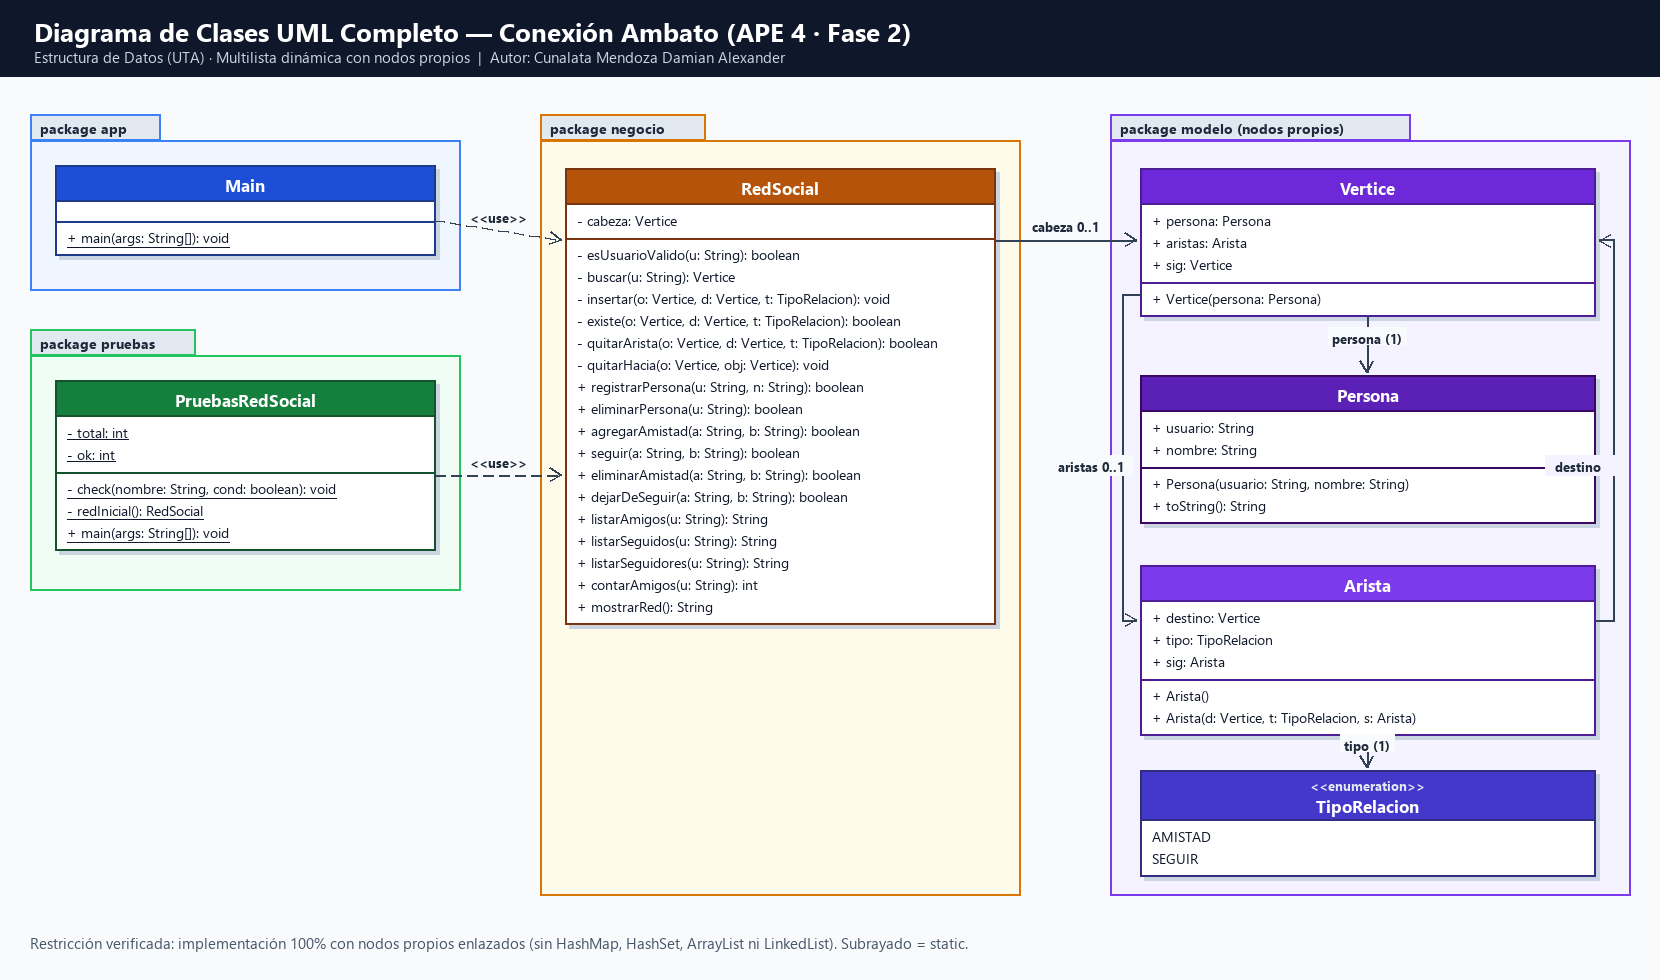 Diagrama de Clases UML Completo — Conexión Ambato (APE 4 · Fase 2)
Estructura de Datos (UTA) · Multilista dinámica con nodos propios | Autor: Cunalata Mendoza Damian Alexander
package app
Main
+ main(args: String[]): void
<<use>>
package pruebas
PruebasRedSocial
- total: int
- ok: int
- check(nombre: String, cond: boolean): void
- redInicial(): RedSocial
+ main(args: String[]): void
<<use>>
package negocio
RedSocial
- cabeza: Vertice
- esUsuarioValido(u: String): boolean
- buscar(u: String): Vertice
- insertar(o: Vertice, d: Vertice, t: TipoRelacion): void
- existe(o: Vertice, d: Vertice, t: TipoRelacion): boolean
- quitarArista(o: Vertice, d: Vertice, t: TipoRelacion): boolean
- quitarHacia(o: Vertice, obj: Vertice): void
+ registrarPersona(u: String, n: String): boolean
+ eliminarPersona(u: String): boolean
+ agregarAmistad(a: String, b: String): boolean
+ seguir(a: String, b: String): boolean
+ eliminarAmistad(a: String, b: String): boolean
+ dejarDeSeguir(a: String, b: String): boolean
+ listarAmigos(u: String): String
+ listarSeguidos(u: String): String
+ listarSeguidores(u: String): String
+ contarAmigos(u: String): int
+ mostrarRed(): String
cabeza 0..1
package modelo (nodos propios)
Vertice
+ persona: Persona
+ aristas: Arista
+ sig: Vertice
+ Vertice(persona: Persona)
persona (1)
Persona
+ usuario: String
+ nombre: String
+ Persona(usuario: String, nombre: String)
+ toString(): String
aristas 0..1
destino
Arista
+ destino: Vertice
+ tipo: TipoRelacion
+ sig: Arista
+ Arista()
+ Arista(d: Vertice, t: TipoRelacion, s: Arista)
tipo (1)
<<enumeration>>
TipoRelacion
AMISTAD
SEGUIR
Restricción verificada: implementación 100% con nodos propios enlazados (sin HashMap, HashSet, ArrayList ni LinkedList). Subrayado = static.